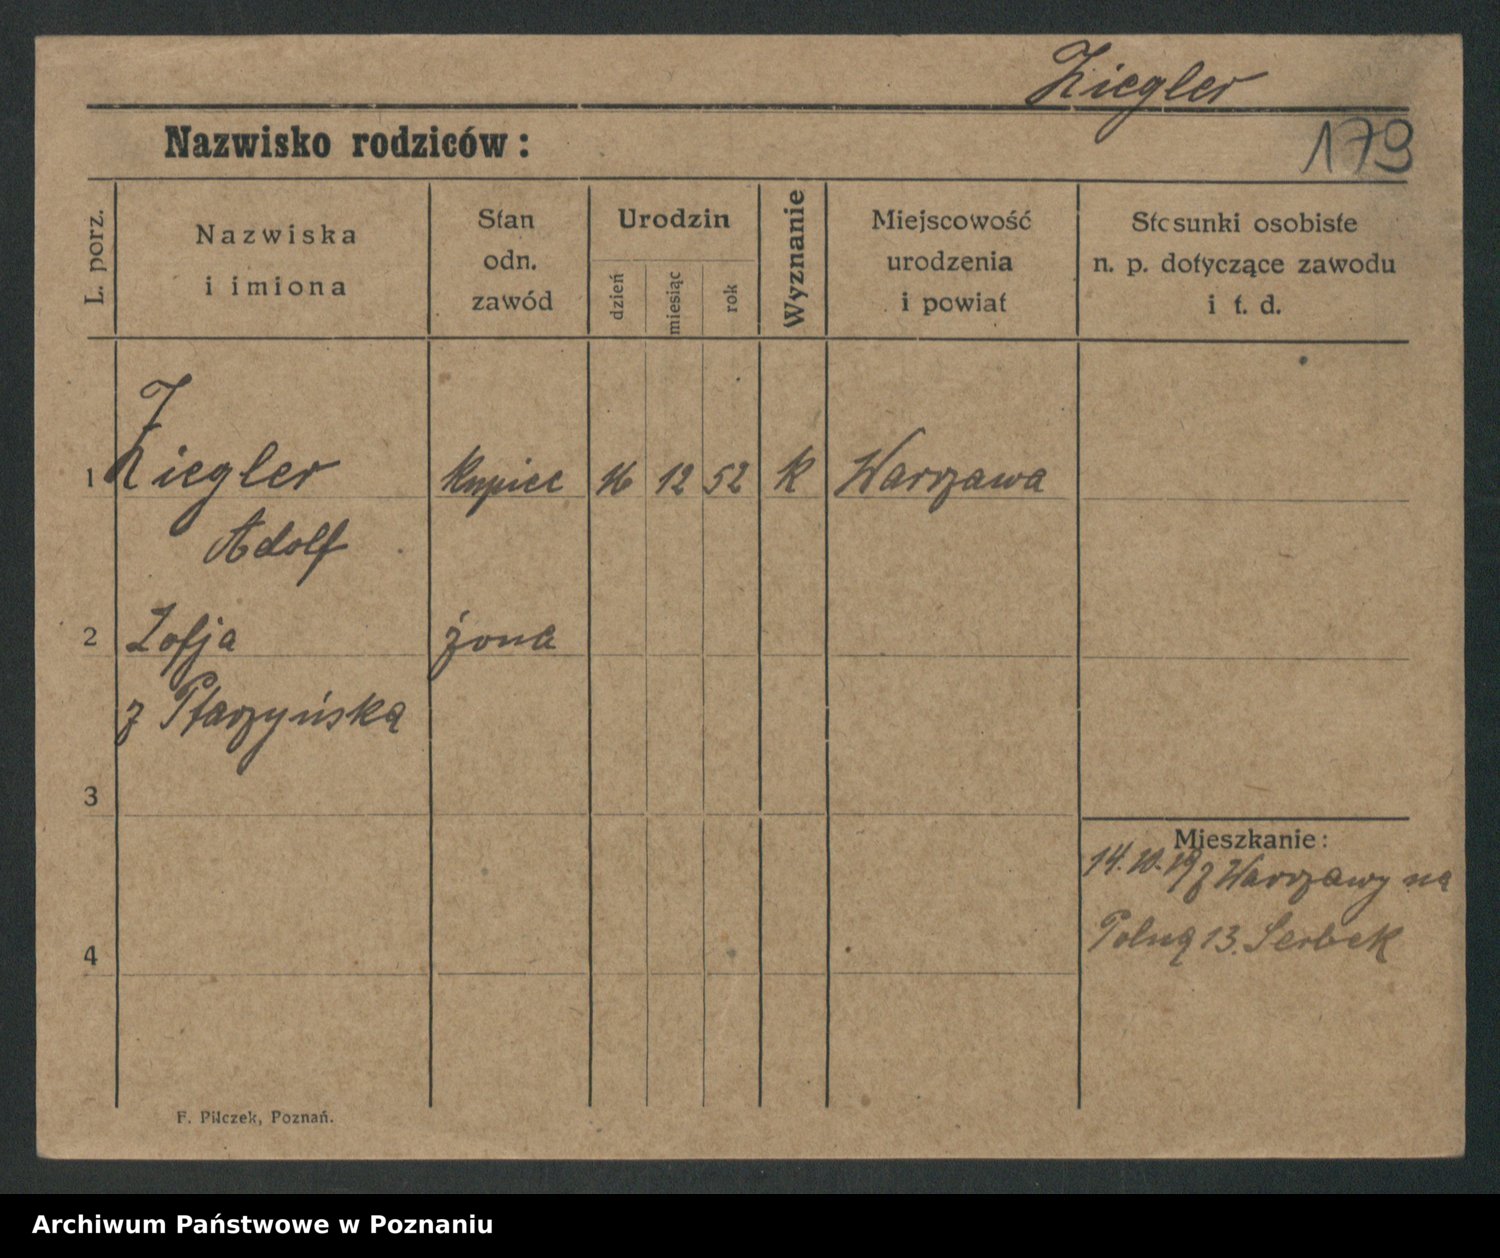 Ziegler
Nazwisko rodziców:
179
L. porz.
Nazwiska
i imiona
Stan
odn.
zawód
Urodzin
dzień
miesiąc
rok
Wyznanie
Miejscowość
urodzenia
i powiat
Stosunki osobiste
n. p. dotyczące zawodu
i t. d.
1 Ziegler kupiec 16 12 52 k Warszawa
Adolf
2 Zofja żona
z Ptaszyńska
3
Mieszkanie:
14.10.19 z Warszawy na
4
Polną 13. Serbek
F. Pilczek, Poznań.
Archiwum Państwowe w Poznaniu